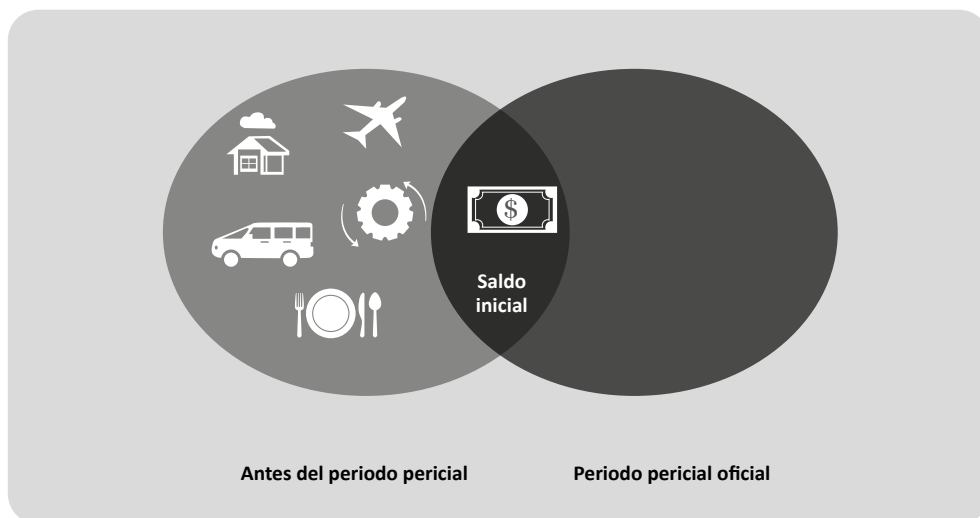 $
Saldo
inicial
Antes del periodo pericial
Periodo pericial oficial